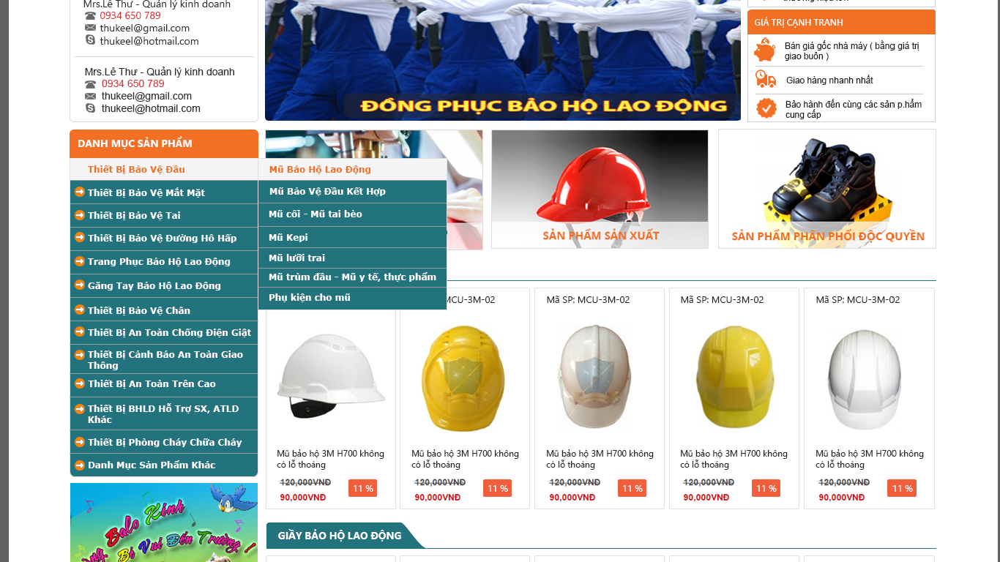 Mrs.Lê Thư - Quản lý kinh doanh
0934 650 789
thukeel@gmail.com
thukeel@hotmail.com
Mrs.Lê Thư - Quản lý kinh doanh
0934 650 789
thukeel@gmail.com
thukeel@hotmail.com
ĐỒNG PHỤC BẢO HỘ LAO ĐỘNG
GIÁ TRỊ CẠNH TRANH
Bán giá gốc nhà máy ( bằng giá trị
giao buôn )
Giao hàng nhanh nhất
Bảo hành đến cùng các sản p.hẩm
cung cấp
DANH MỤC SẢN PHẨM
Thiết Bị Bảo Vệ Đầu
Thiết Bị Bảo Vệ Mắt Mặt
Thiết Bị Bảo Vệ Tai
Thiết Bị Bảo Vệ Đường Hô Hấp
Trang Phục Bảo Hộ Lao Động
Găng Tay Bảo Hộ Lao Động
Thiết Bị Bảo Vệ Chân
Thiết Bị An Toàn Chống Điện Giật
Thiết Bị Cảnh Báo An Toàn Giao
Thông
Thiết Bị An Toàn Trên Cao
Thiết Bị BHLD Hỗ Trợ SX, ATLD
Khác
Thiết Bị Phòng Cháy Chữa Cháy
Danh Mục Sản Phẩm Khác
Mũ Bảo Hộ Lao Động
Mũ Bảo Vệ Đầu Kết Hợp
Mũ cối - Mũ tai bèo
Mũ Kepi
Mũ lưỡi trai
Mũ trùm đầu - Mũ y tế, thực phẩm
Phụ kiện cho mũ
SẢN PHẨM SẢN XUẤT
SẢN PHẨM PHÂN PHỐI ĐỘC QUYỀN
MCU-3M-02
Mã SP: MCU-3M-02
Mã SP: MCU-3M-02
Mã SP: MCU-3M-02
Mũ bảo hộ 3M H700 không
có lỗ thoáng
120,000VNĐ
90,000VNĐ
11 %
Mũ bảo hộ 3M H700 không
có lỗ thoáng
120,000VNĐ
90,000VNĐ
11 %
Mũ bảo hộ 3M H700 không
có lỗ thoáng
120,000VNĐ
90,000VNĐ
11 %
Mũ bảo hộ 3M H700 không
có lỗ thoáng
120,000VNĐ
90,000VNĐ
11 %
Mũ bảo hộ 3M H700 không
có lỗ thoáng
120,000VNĐ
90,000VNĐ
11 %
GIẦY BẢO HỘ LAO ĐỘNG
Balo Kính
Bé Vui Đến Trường !